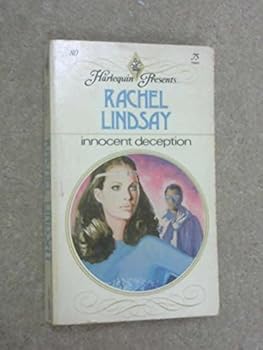 80
75
Harlequin Presents...
RACHEL
LINDSAY
innocent deception